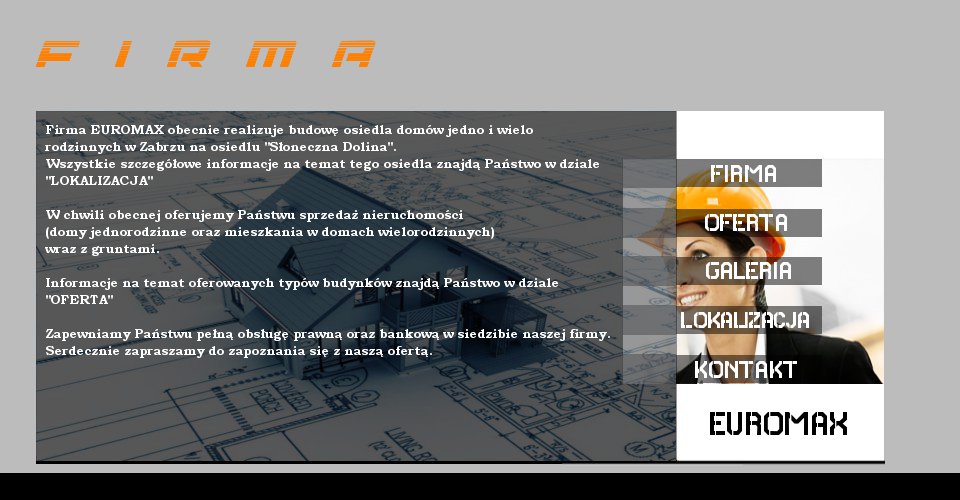 FIRMA
Firma EUROMAX obecnie realizuje budowę osiedla domów jedno i wielo
rodzinnych w Zabrzu na osiedlu "Słoneczna Dolina".
Wszystkie szczegółowe informacje na temat tego osiedla znajdą Państwo w dziale
"LOKALIZACJA"
W chwili obecnej oferujemy Państwu sprzedaż nieruchomości
(domy jednorodzinne oraz mieszkania w domach wielorodzinnych)
wraz z gruntami.
Informacje na temat oferowanych typów budynków znajdą Państwo w dziale
"OFERTA"
Zapewniamy Państwu pełną obsługę prawną oraz bankową w siedzibie naszej firmy.
Serdecznie zapraszamy do zapoznania się z naszą ofertą.
FIRMA
OFERTA
GALERIA
LOKALIZACJA
KONTAKT
EUROMAX
LIVING
PORCH